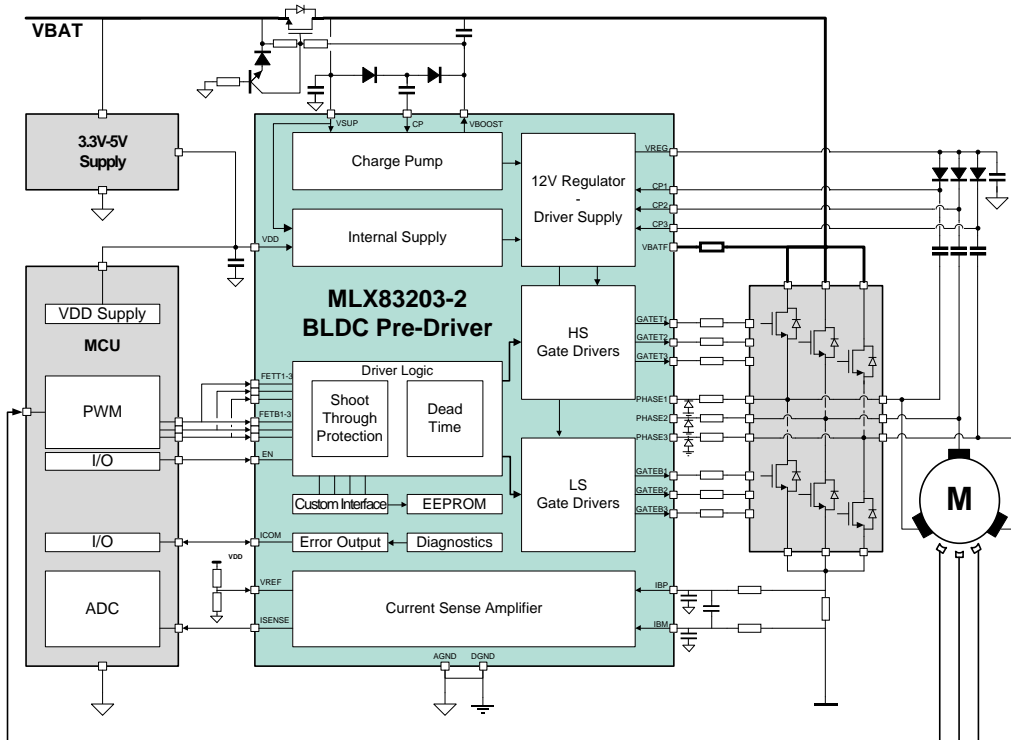 VBAT
3.3V-5V
Supply
VSUP
CP
VBOOST
Charge Pump
12V Regulator
-
Driver Supply
VREG
CP1
CP2
CP3
VBATF
Internal Supply
VDD
MLX83203-2
BLDC Pre-Driver
VDD Supply
MCU
PWM
I/O
I/O
ADC
FETT1-3
FETB1-3
EN
Driver Logic
Shoot
Through
Protection
Dead
Time
HS
Gate Drivers
GATET1
GATET2
GATET3
PHASE1
PHASE2
PHASE3
LS
Gate Drivers
GATEB1
GATEB2
GATEB3
Custom Interface
EEPROM
ICOM
Error Output
Diagnostics
VDD
VREF
ISENSE
Current Sense Amplifier
IBP
IBM
AGND
DGND
M